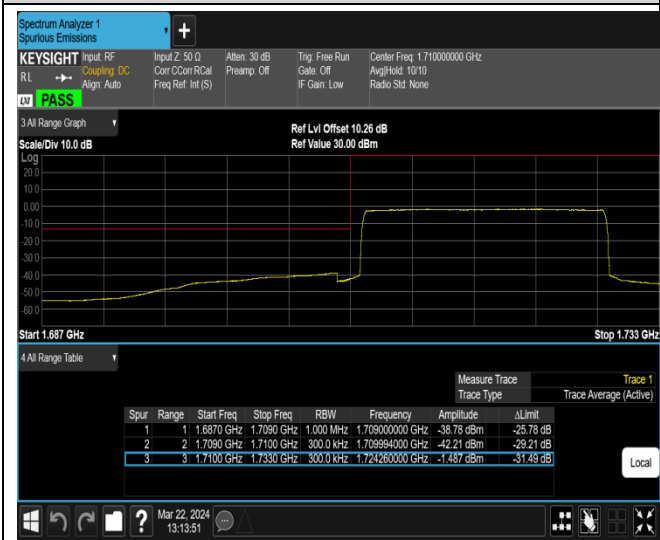 Spectrum Analyzer 1
Spurious Emissions
+
KEYSIGHT Input: RF Input Z: 50 Ω Atten: 30 dB Trig: Free Run Center Freq: 1.710000000 GHz
R L Coupling: DC Corr CCorr RCal Preamp: Off Gate: Off Avg|Hold: 10/10
Align: Auto Freq Ref: Int (S) IF Gain: Low Radio Std: None
LXI PASS
3 All Range Graph
Ref Lvl Offset 10.26 dB
Scale/Div 10.0 dB Ref Value 30.00 dBm
Log
20.0
10.0
0.00
-10.0
-20.0
-30.0
-40.0
-50.0
-60.0
Start 1.687 GHz Stop 1.733 GHz
4 All Range Table
Measure Trace Trace 1
Trace Type Trace Average (Active)
Spur Range Start Freq Stop Freq RBW Frequency Amplitude ΔLimit
1 1 1.6870 GHz 1.7090 GHz 1.000 MHz 1.709000000 GHz -38.78 dBm -25.78 dB
2 2 1.7090 GHz 1.7100 GHz 300.0 kHz 1.709994000 GHz -42.21 dBm -29.21 dB
3 3 1.7100 GHz 1.7330 GHz 300.0 kHz 1.724260000 GHz -1.487 dBm -31.49 dB
Local
? Mar 22, 2024
13:13:51